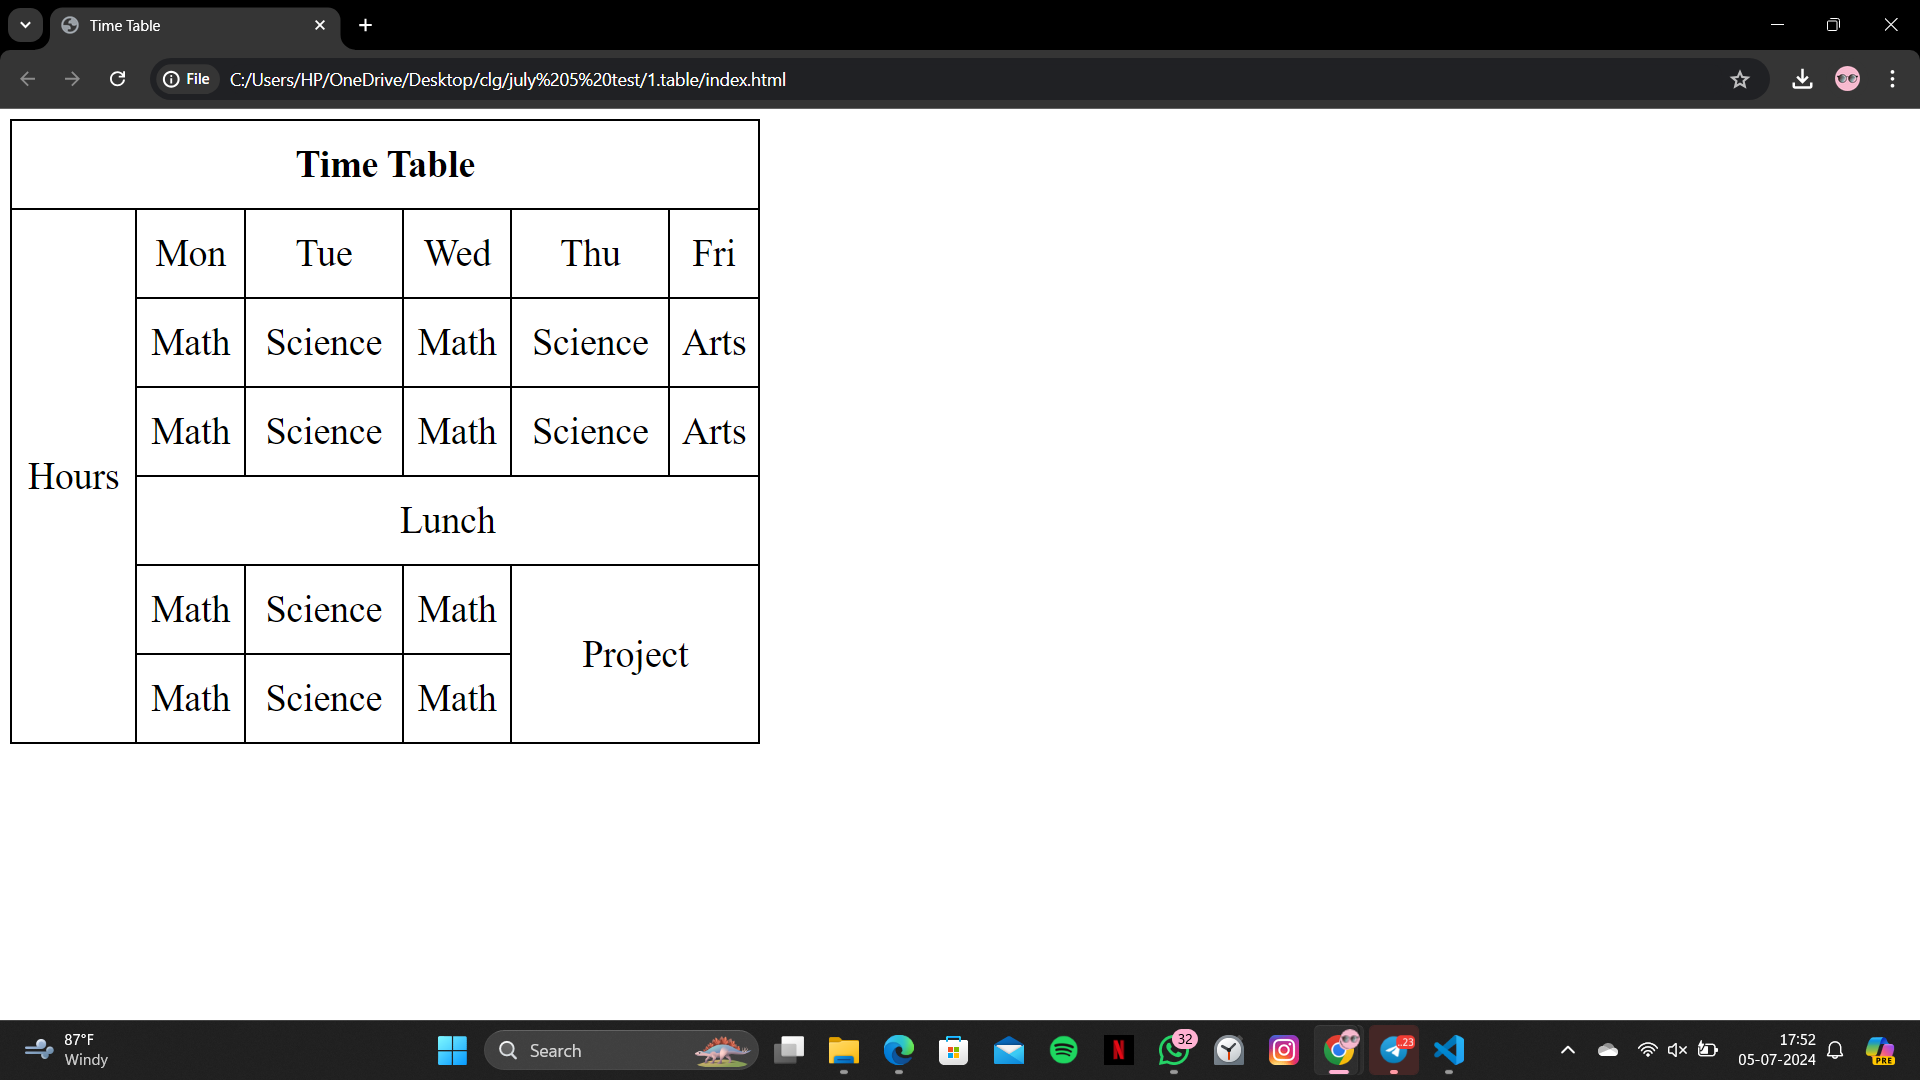 Time Table
File C:/Users/HP/OneDrive/Desktop/clg/july%205%20test/1.table/index.html
Time Table
Mon Tue Wed Thu Fri
Math Science Math Science Arts
Math Science Math Science Arts
Hours
Lunch
Math Science Math
Project
Math Science Math
87°F
Windy
Search
N
32
.23
PRE
17:52
05-07-2024